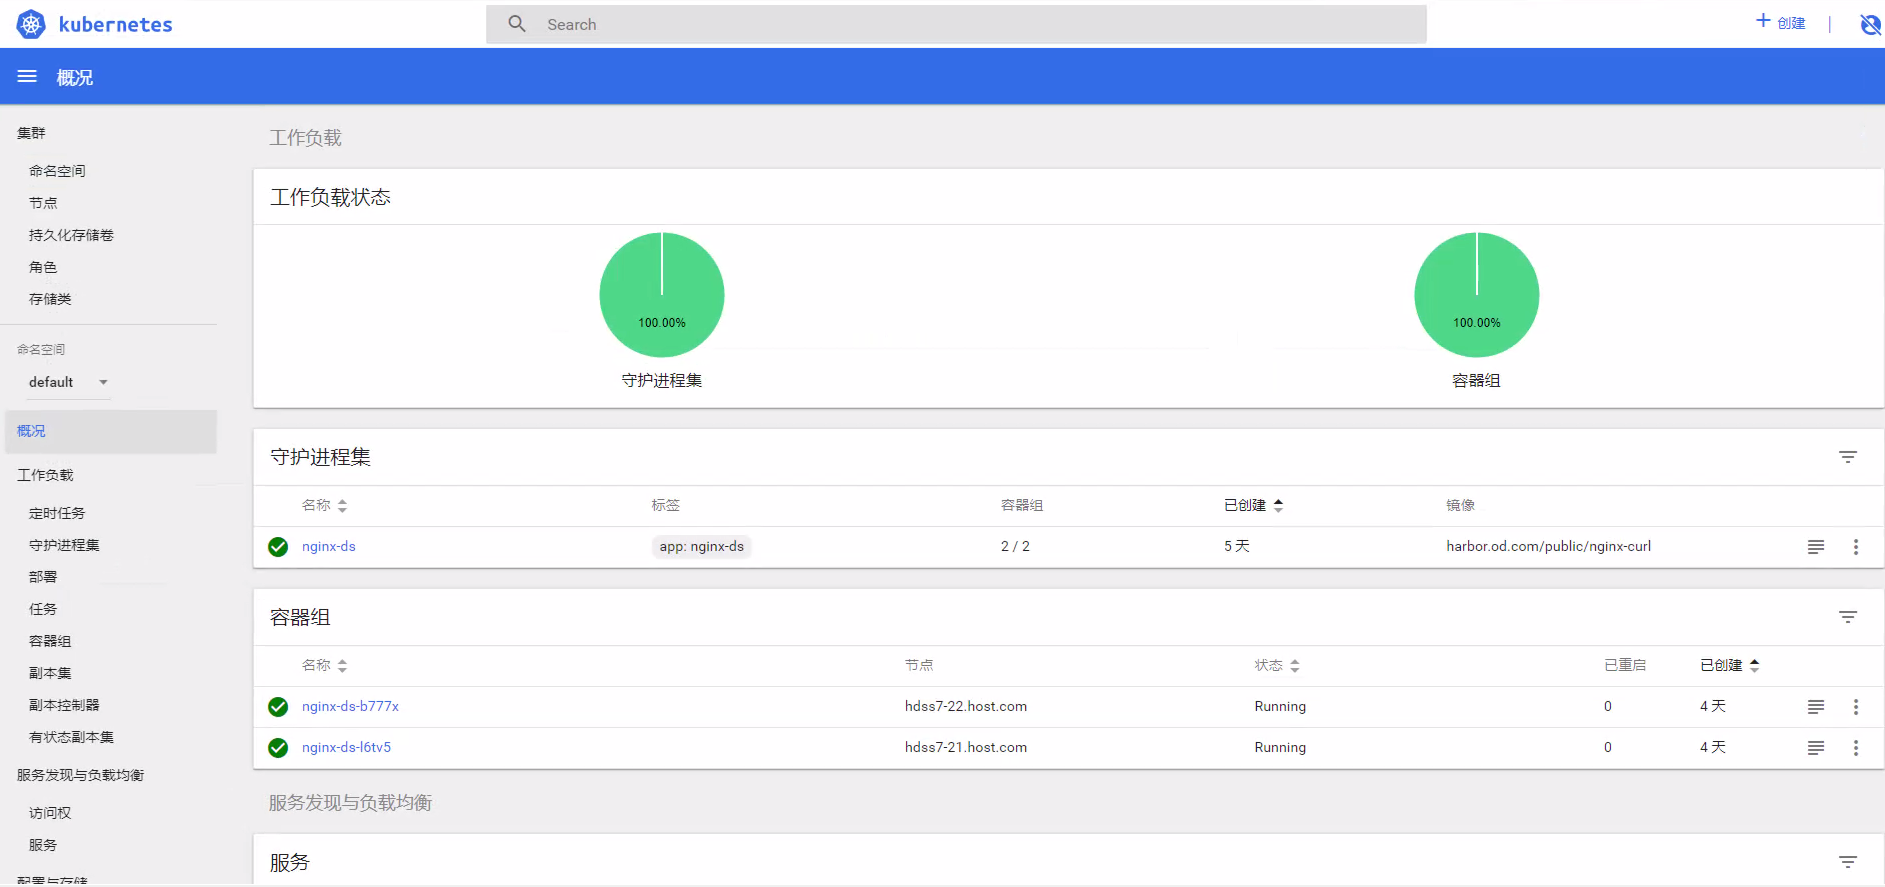 kubernetes
Search
创建
概况
集群
命名空间
节点
持久化存储卷
角色
存储类
命名空间
default
概况
工作负载
定时任务
守护进程集
部署
任务
容器组
副本集
副本控制器
有状态副本集
服务发现与负载均衡
访问权
服务
配置与存储
工作负载
工作负载状态
100.00%
守护进程集
100.00%
容器组
守护进程集
名称 标签 容器组 已创建 镜像
nginx-ds app: nginx-ds 2 / 2 5 天 harbor.od.com/public/nginx-curl
容器组
名称 节点 状态 已重启 已创建
nginx-ds-b777x hdss7-22.host.com Running 0 4 天
nginx-ds-l6tv5 hdss7-21.host.com Running 0 4 天
服务发现与负载均衡
服务